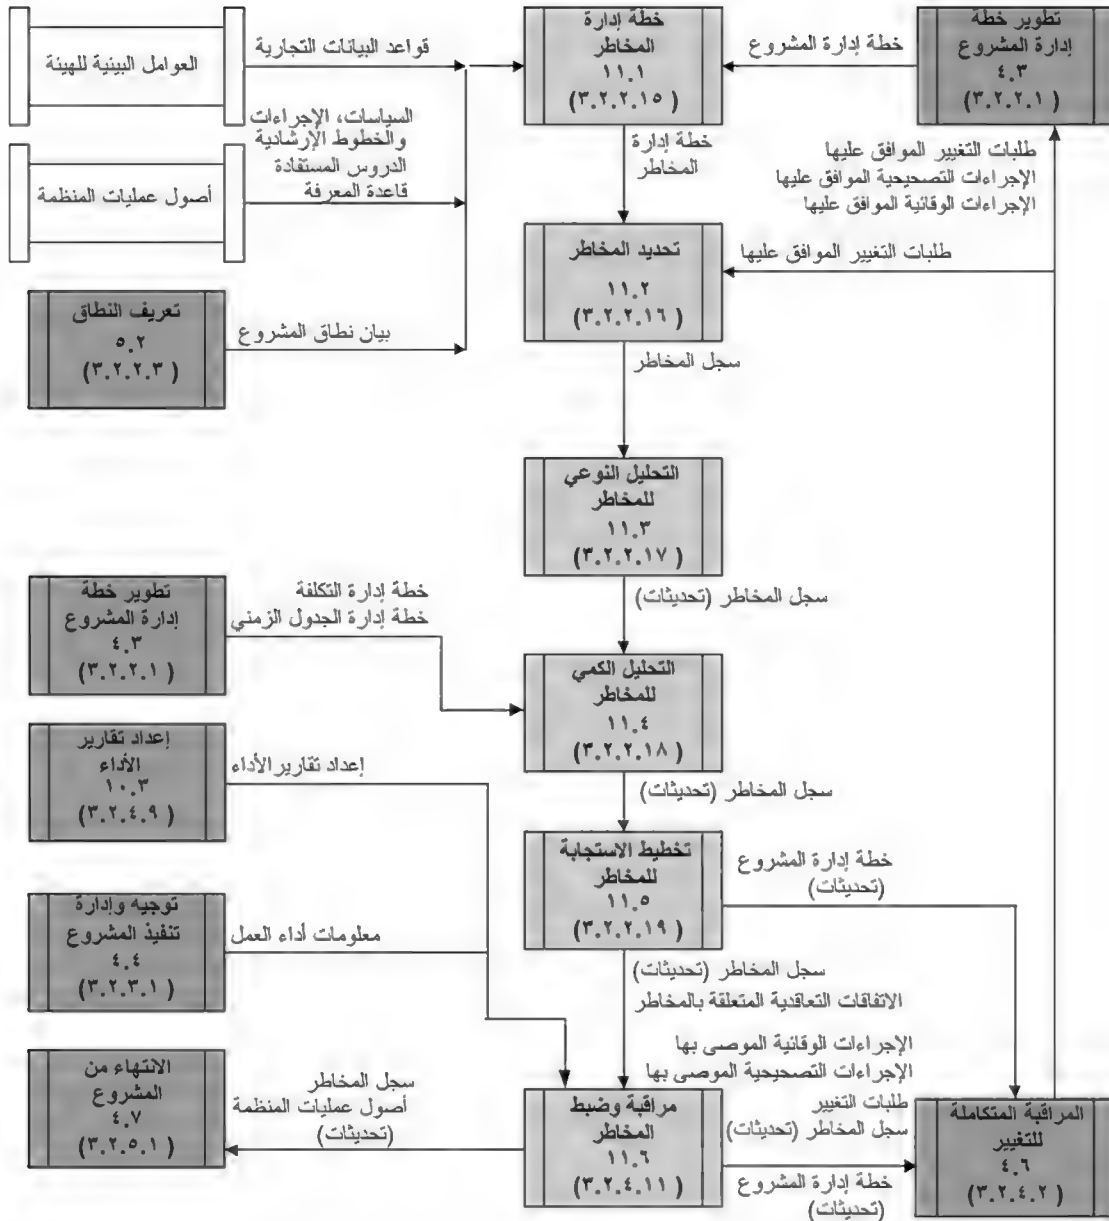 خطة إدارة
المخاطر
١١.١
(٣.٢.٢.١٥ )
تطوير خطة
إدارة المشروع
٤.٣
(٣.٢.٢.١ )
خطة إدارة المشروع
العوامل البينية للهيئة
قواعد البيانات التجارية
السياسات، الإجراءات
والخطوط الإرشادية
الدروس المستفادة
قاعدة المعرفة
أصول عمليات المنظمة
خطة إدارة
المخاطر
طلبات التغيير الموافق عليها
الإجراءات التصحيحية الموافق عليها
الإجراءات الوقائية الموافق عليها
تحديد المخاطر
١١.٢
(٣.٢.٢.١٦ )
طلبات التغيير الموافق عليها
تعريف النطاق
٥.٢
(٣.٢.٢.٣ )
بيان نطاق المشروع
سجل المخاطر
التحليل النوعي
للمخاطر
١١.٣
(٣.٢.٢.١٧ )
سجل المخاطر (تحديثات)
تطوير خطة
إدارة المشروع
٤.٣
(٣.٢.٢.١ )
خطة إدارة التكلفة
خطة إدارة الجدول الزمني
التحليل الكمي
للمخاطر
١١.٤
(٣.٢.٢.١٨ )
إعداد تقارير
الأداء
١٠.٣
(٣.٢.٤.٩ )
إعداد تقارير الأداء
سجل المخاطر (تحديثات)
تخطيط الاستجابة
للمخاطر
١١.٥
(٣.٢.٢.١٩ )
خطة إدارة المشروع
(تحديثات)
توجيه وإدارة
تنفيذ المشروع
٤.٤
(٣.٢.٣.١ )
معلومات أداء العمل
سجل المخاطر (تحديثات)
الاتفاقات التعاقدية المتعلقة بالمخاطر
الإجراءات الوقائية الموصى بها
الإجراءات التصحيحية الموصى بها
طلبات التغيير
سجل المخاطر (تحديثات)
الانتهاء من
المشروع
٤.٧
(٣.٢.٥.١ )
سجل المخاطر
أصول عمليات المنظمة
(تحديثات)
مراقبة وضبط
المخاطر
١١.٦
(٣.٢.٤.١١ )
خطة إدارة المشروع
(تحديثات)
المراقبة المتكاملة
للتغيير
٤.٦
(٣.٢.٤.٢ )